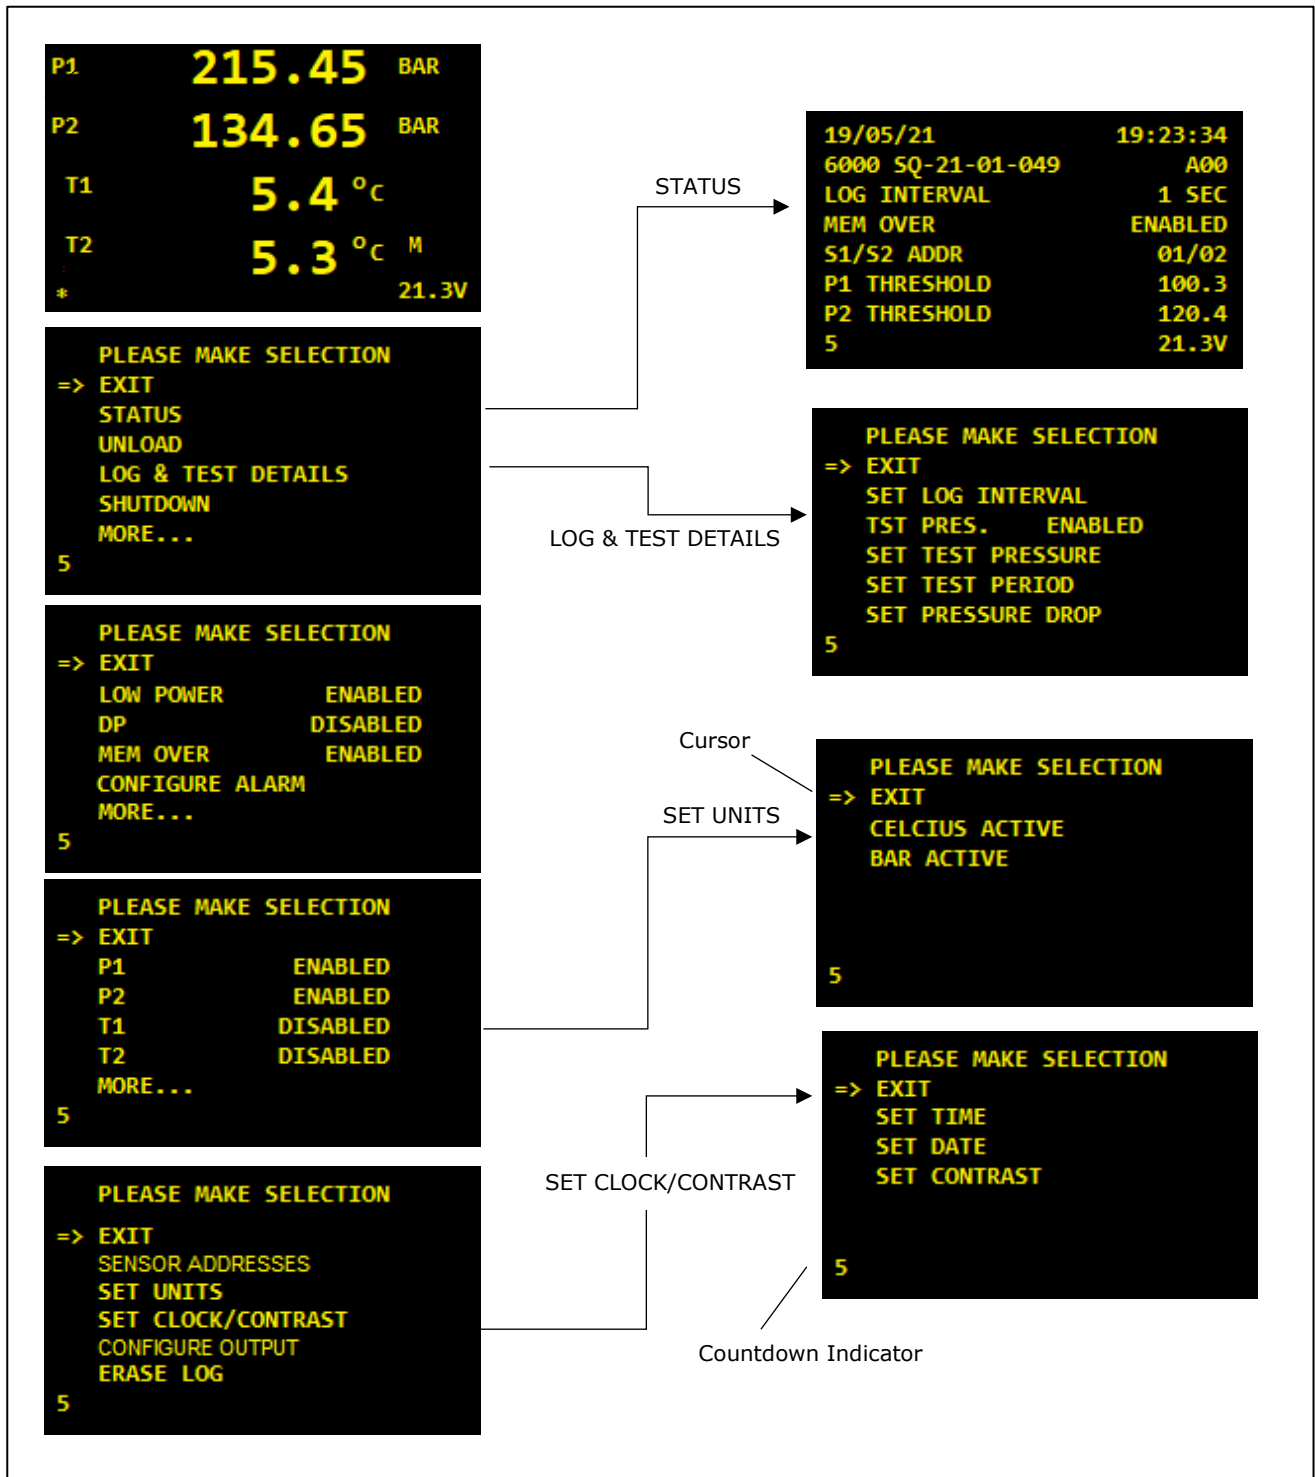 P1 215.45 BAR
P2 134.65 BAR
T1 5.4 °C
T2 5.3 °C M
* 21.3V
PLEASE MAKE SELECTION
=> EXIT
STATUS
UNLOAD
LOG & TEST DETAILS
SHUTDOWN
MORE...
5
PLEASE MAKE SELECTION
=> EXIT
LOW POWER ENABLED
DP DISABLED
MEM OVER ENABLED
CONFIGURE ALARM
MORE...
5
PLEASE MAKE SELECTION
=> EXIT
P1 ENABLED
P2 ENABLED
T1 DISABLED
T2 DISABLED
MORE...
5
PLEASE MAKE SELECTION
=> EXIT
SENSOR ADDRESSES
SET UNITS
SET CLOCK/CONTRAST
CONFIGURE OUTPUT
ERASE LOG
5
STATUS
LOG & TEST DETAILS
Cursor
SET UNITS
SET CLOCK/CONTRAST
Countdown Indicator
19/05/21 19:23:34
6000 SQ-21-01-049 A00
LOG INTERVAL 1 SEC
MEM OVER ENABLED
S1/S2 ADDR 01/02
P1 THRESHOLD 100.3
P2 THRESHOLD 120.4
5 21.3V
PLEASE MAKE SELECTION
=> EXIT
SET LOG INTERVAL
TST PRES. ENABLED
SET TEST PRESSURE
SET TEST PERIOD
SET PRESSURE DROP
5
PLEASE MAKE SELECTION
=> EXIT
CELCIUS ACTIVE
BAR ACTIVE
5
PLEASE MAKE SELECTION
=> EXIT
SET TIME
SET DATE
SET CONTRAST
5